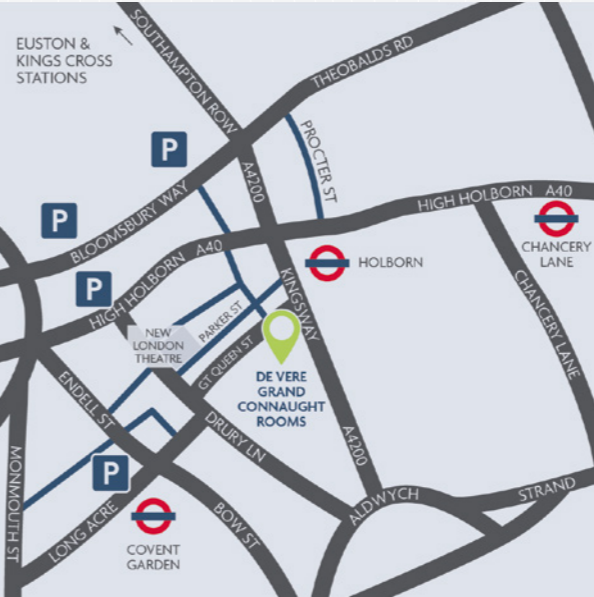 EUSTON &
KINGS CROSS
STATIONS
SOUTHAMPTON ROW
THEOBALDS RD
P
PROCTER ST
A4200
BLOOMSBURY WAY
P
HIGH HOLBORN A40
CHANCERY
LANE
HIGH HOLBORN A40
HOLBORN
P
KINGSWAY
CHANCERY LANE
NEW
LONDON
THEATRE
PARKER ST
GT QUEEN ST
DE VERE
GRAND
CONNAUGHT
ROOMS
ENDELL ST
DRURY LN
A4200
MONMOUTH ST
P
LONG ACRE
BOW ST
ALDWYCH
STRAND
COVENT
GARDEN